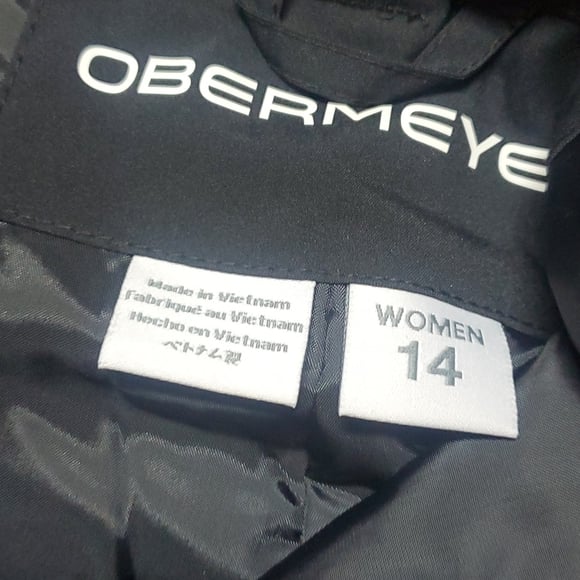 OBERMEYE
Made in Vietnam
Fabriqué au Vietnam
Hecho en Vietnam
ベトナム製
WOMEN
14